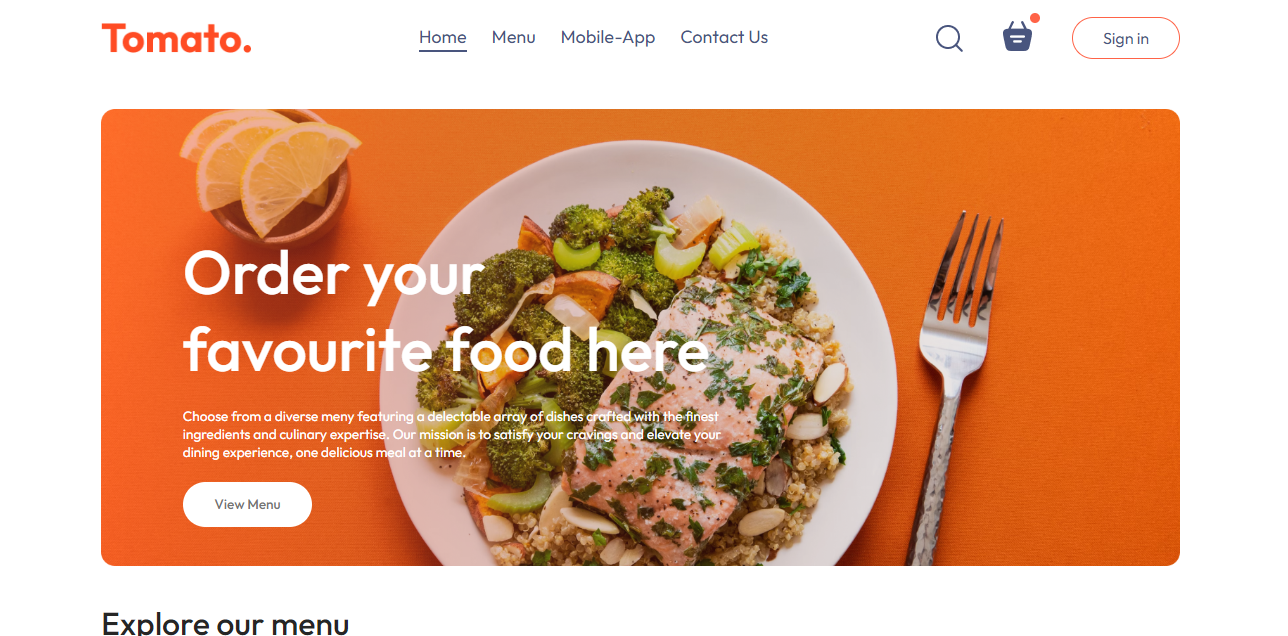 Tomato.
Home Menu Mobile-App Contact Us
Sign in
Order your
favourite food here
Choose from a diverse meny featuring a delectable array of dishes crafted with the finest
ingredients and culinary expertise. Our mission is to satisfy your cravings and elevate your
dining experience, one delicious meal at a time.
View Menu
Explore our menu